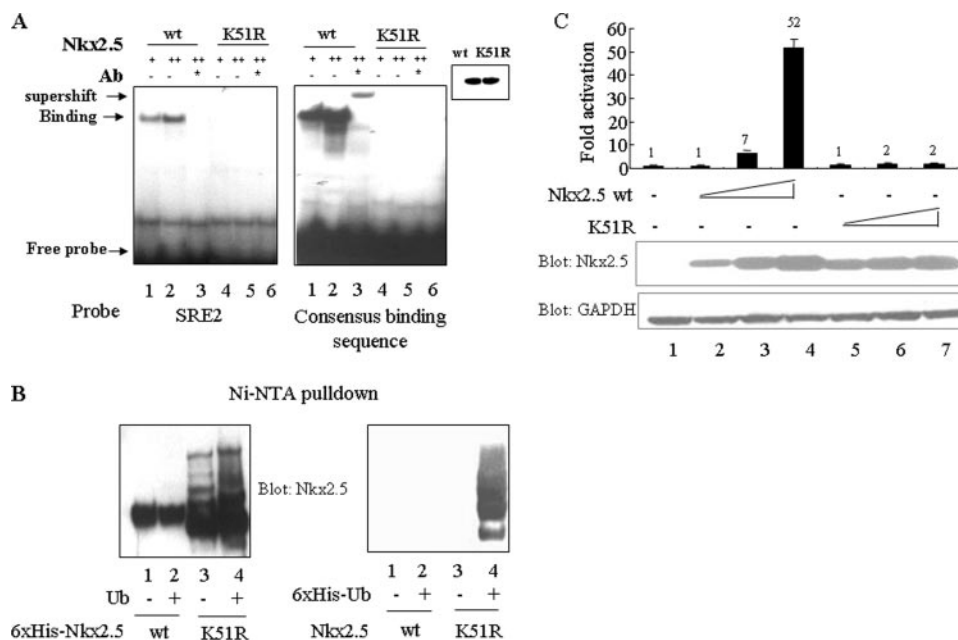 A
Nkx2.5
wt K51R
+ ++ ++ + ++ ++
Ab - - + - - +
wt K51R
+ ++ ++ + ++ ++
- - + - - +
wt K51R
supershift
Binding
Free probe
1 2 3 4 5 6
1 2 3 4 5 6
Probe
SRE2
Consensus binding
sequence
B
Ni-NTA pulldown
Blot: Nkx2.5
1 2 3 4
Ub - + - +
6xHis-Nkx2.5 wt K51R
1 2 3 4
6xHis-Ub - + - +
Nkx2.5 wt K51R
C
Fold activation
60
50
40
30
20
10
0
1 1 7 52 1 2 2
Nkx2.5 wt - - - -
K51R - - - -
Blot: Nkx2.5
Blot: GAPDH
1 2 3 4 5 6 7